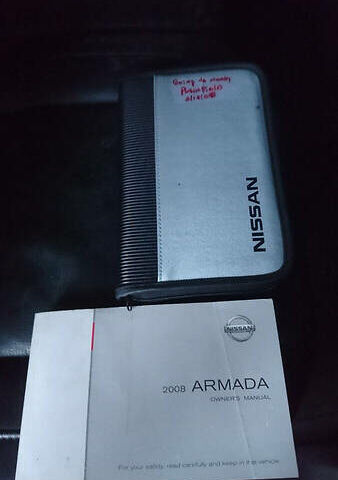 NISSAN
NISSAN
2008 ARMADA
OWNER'S MANUAL
For your safety, read carefully and keep in this vehicle.